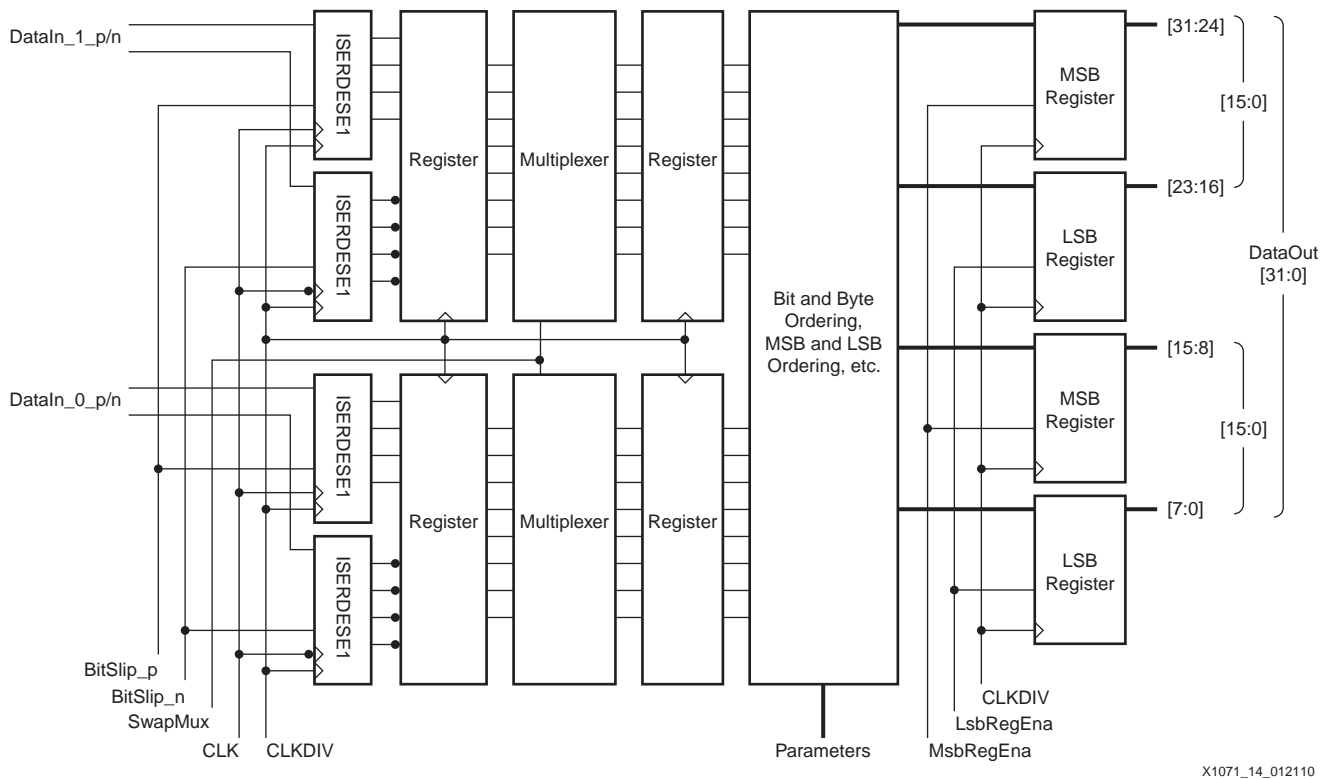 DataIn_1_p/n
ISERDESE1
ISERDESE1
Register
Multiplexer
Register
MSB
Register
[31:24]
[15:0]
LSB
Register
[23:16]
DataOut
[31:0]
Bit and Byte
Ordering,
MSB and LSB
Ordering, etc.
DataIn_0_p/n
ISERDESE1
ISERDESE1
Register
Multiplexer
Register
MSB
Register
[15:8]
[15:0]
LSB
Register
[7:0]
BitSlip_p
BitSlip_n
SwapMux
CLK
CLKDIV
Parameters
CLKDIV
LsbRegEna
MsbRegEna
X1071_14_012110